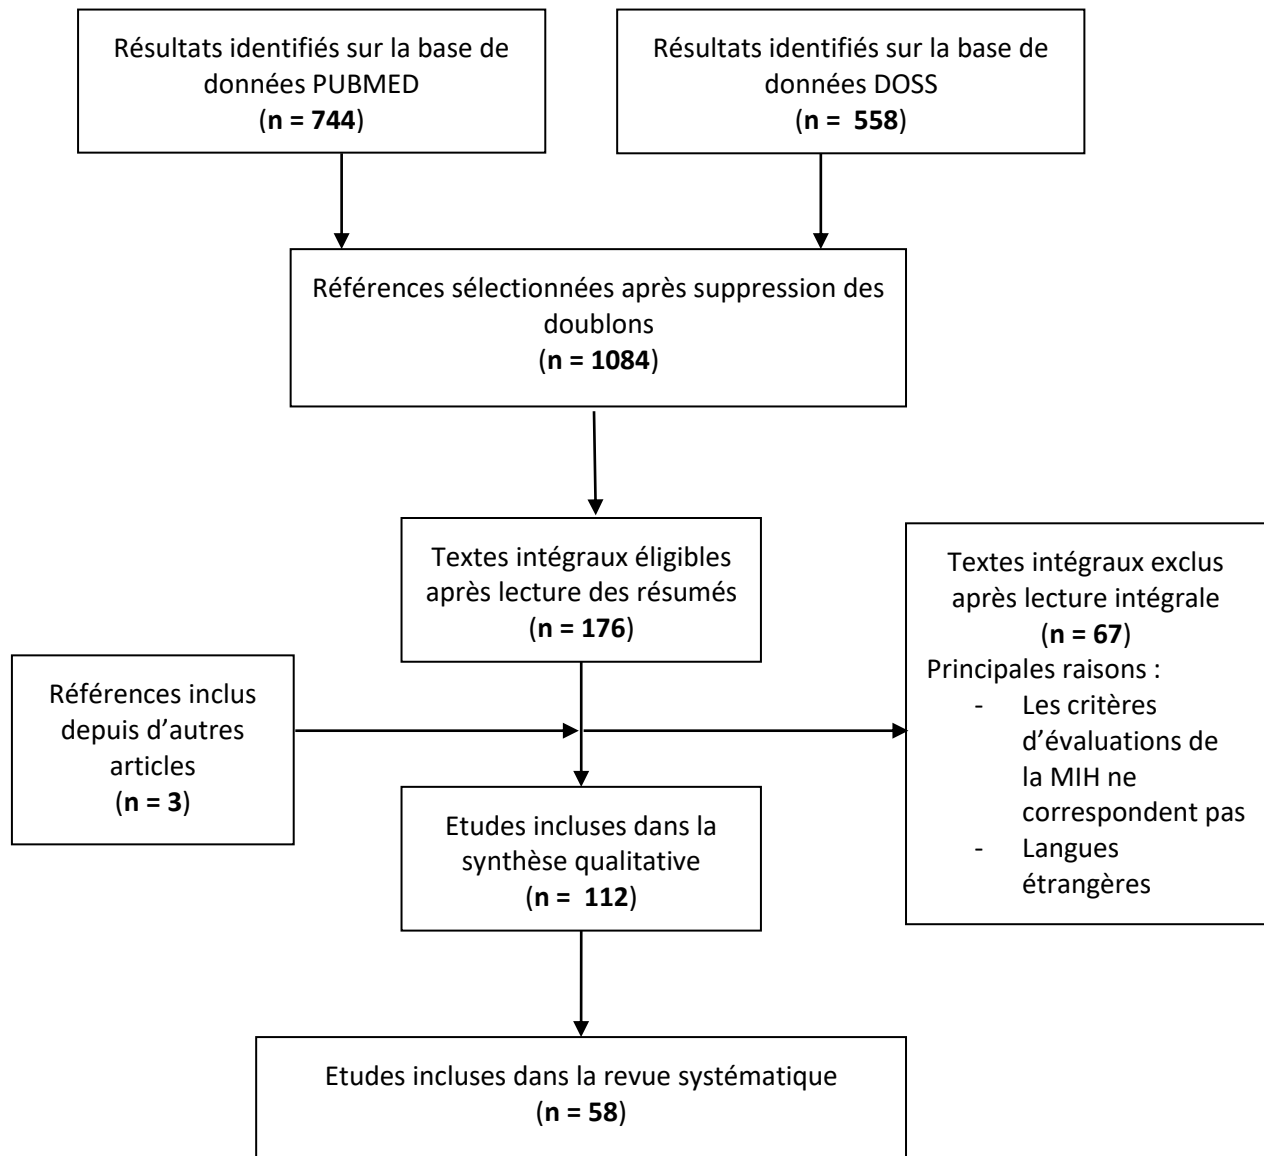 Résultats identifiés sur la base de
données PUBMED
(n = 744)
Résultats identifiés sur la base de
données DOSS
(n = 558)
Références sélectionnées après suppression des
doublons
(n = 1084)
Textes intégraux éligibles
après lecture des résumés
(n = 176)
Textes intégraux exclus
après lecture intégrale
(n = 67)
Principales raisons :
- Les critères
d'évaluations de
la MIH ne
correspondent pas
- Langues
étrangères
Références inclus
depuis d'autres
articles
(n = 3)
Etudes incluses dans la
synthèse qualitative
(n = 112)
Etudes incluses dans la revue systématique
(n = 58)